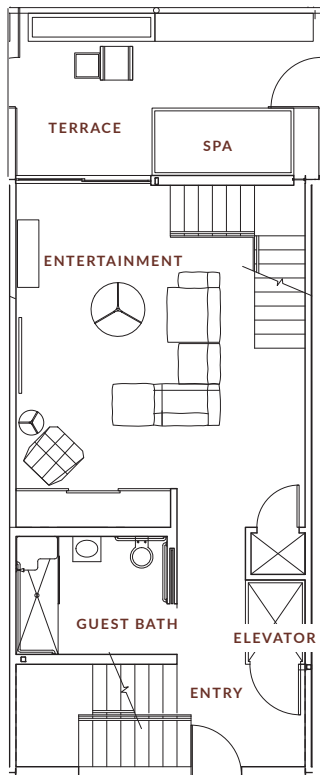 TERRACE
SPA
ENTERTAINMENT
GUEST BATH
ELEVATOR
ENTRY